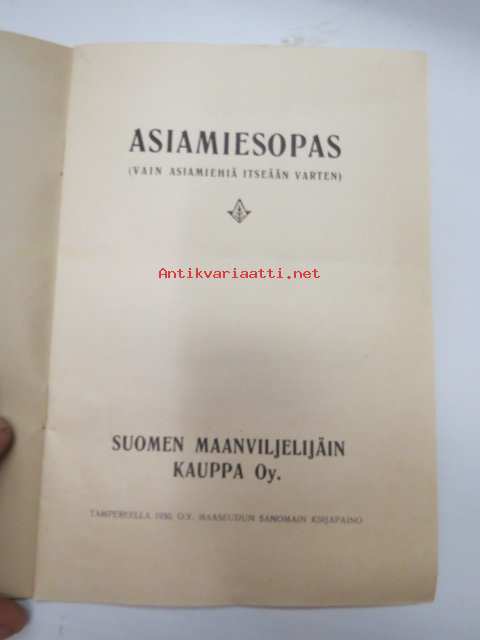 ASIAMIESOPAS
(VAIN ASIAMIEHIÄ ITSEÄÄN VARTEN)
Antikvariaatti.net
SUOMEN MAANVILJELIJÄIN
KAUPPA Oy.
TAMPEREELLA 1930, O.Y. MAASEUDUN SANOMAIN KIRJAPAINO